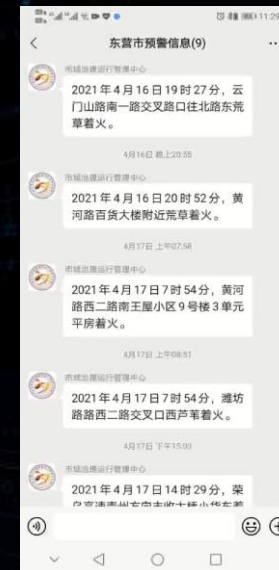 11:29
东营市预警信息(9)
市域治理运行管理中心
2021年4月16日19时27分，云
门山路南一路交叉路口往北路东荒
草着火。
4月16日 晚上20:55
市域治理运行管理中心
2021年4月16日20时52分，黄
河路百货大楼附近荒草着火。
4月17日 上午07:58
市域治理运行管理中心
2021年4月17日7时54分，黄河
路西二路南王屋小区9号楼3单元
平房着火。
4月17日 上午08:51
市域治理运行管理中心
2021年4月17日7时54分，潍坊
路路西二路交叉口西芦苇着火。
4月17日 下午15:03
市域治理运行管理中心
2021年4月17日14时29分，荣